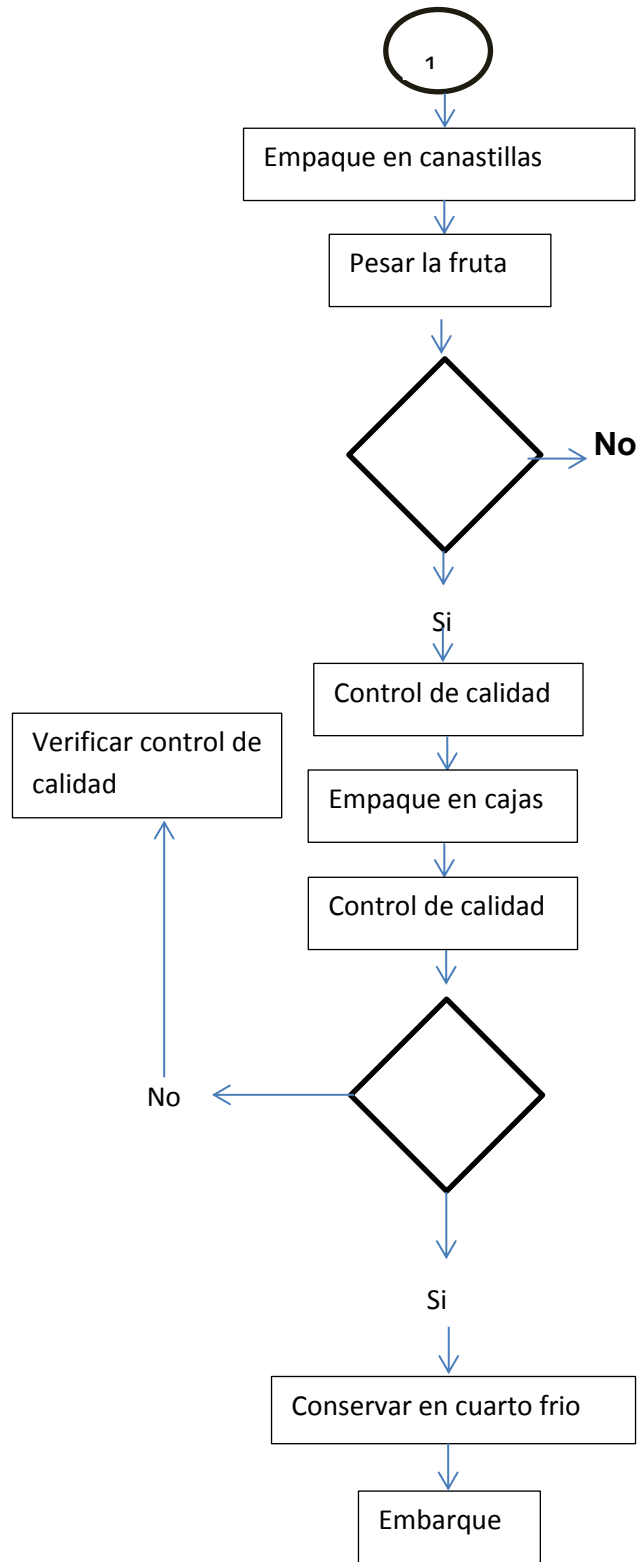 1
Empaque en canastillas
Pesar la fruta
No
Si
Control de calidad
Verificar control de
calidad
Empaque en cajas
Control de calidad
No
Si
Conservar en cuarto frio
Embarque